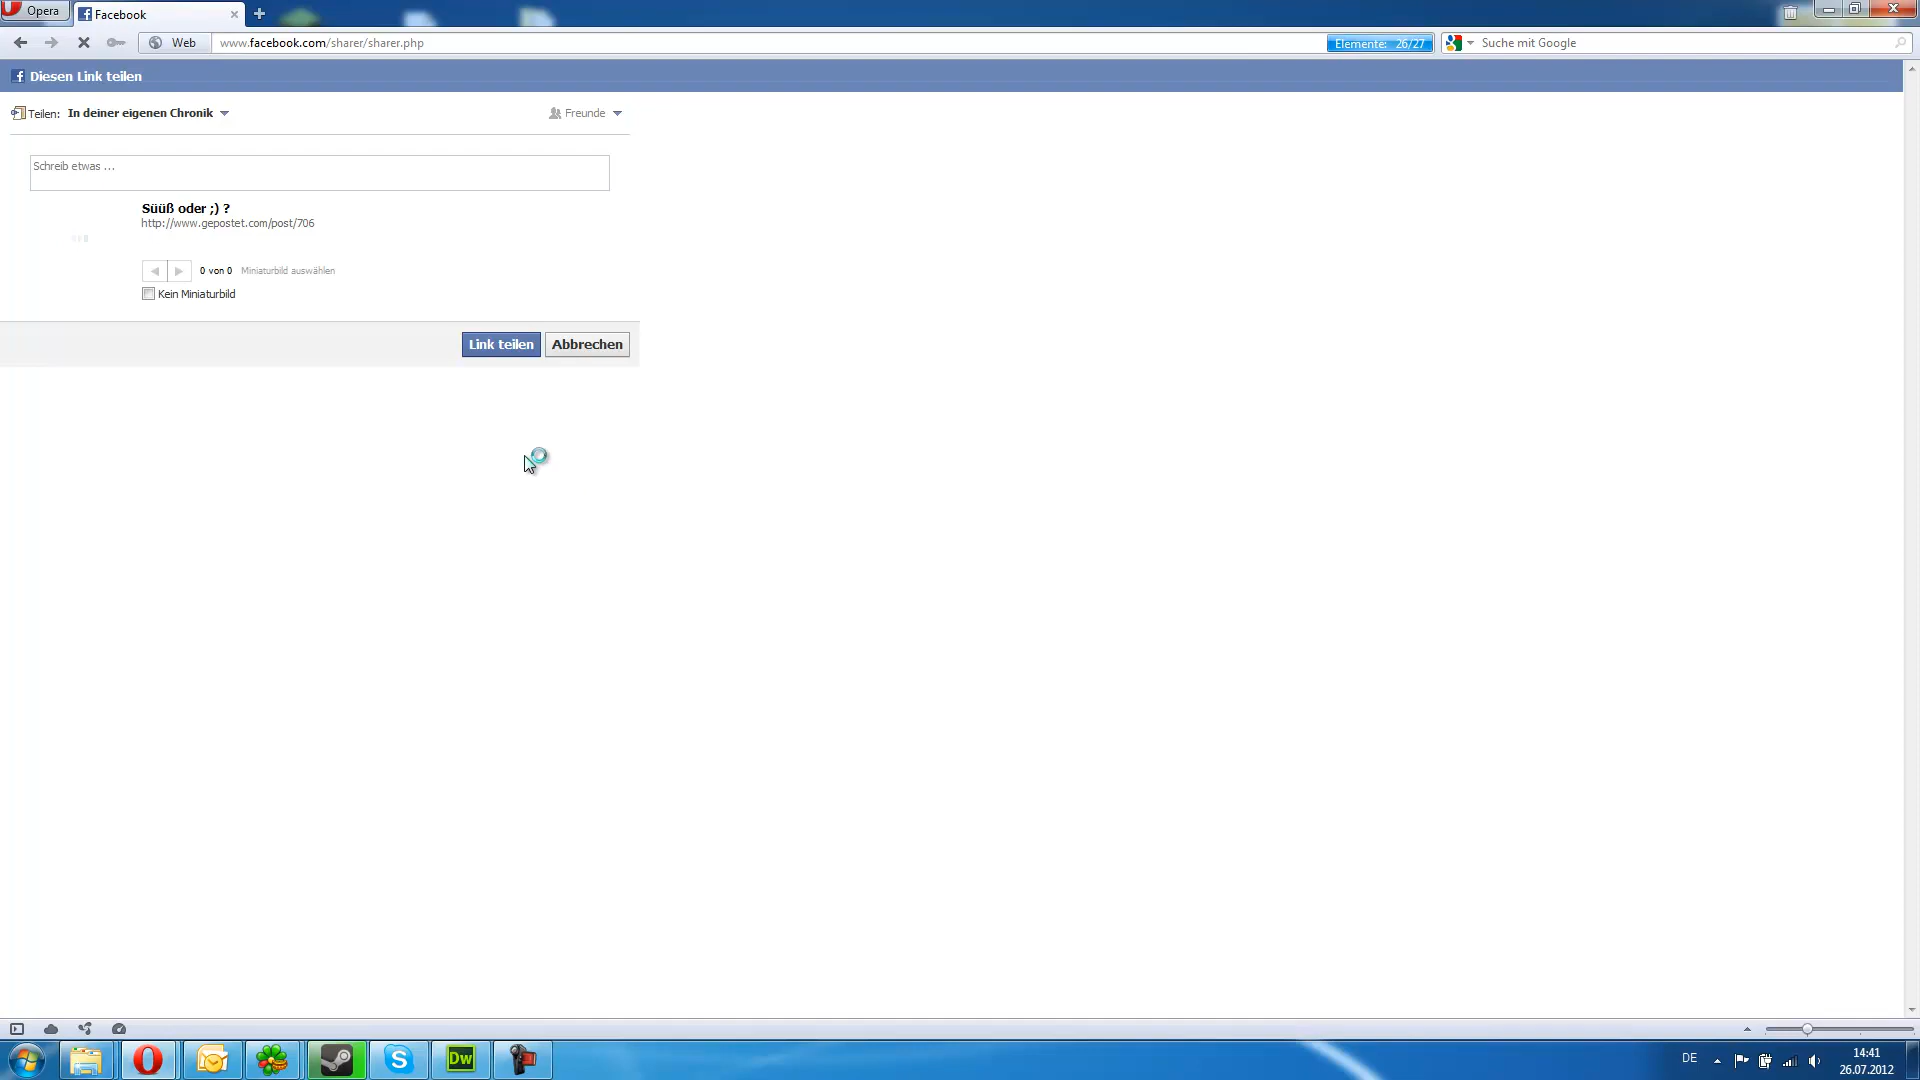 Opera
Facebook
Web
www.facebook.com/sharer/sharer.php
Elemente: 26/27
Suche mit Google
Diesen Link teilen
Teilen: In deiner eigenen Chronik
Freunde
Schreib etwas ...
Süüß oder ;) ?
http://www.gepostet.com/post/706
0 von 0 Miniaturbild auswählen
Kein Miniaturbild
Link teilen
Abbrechen
DE
14:41
26.07.2012
Dw